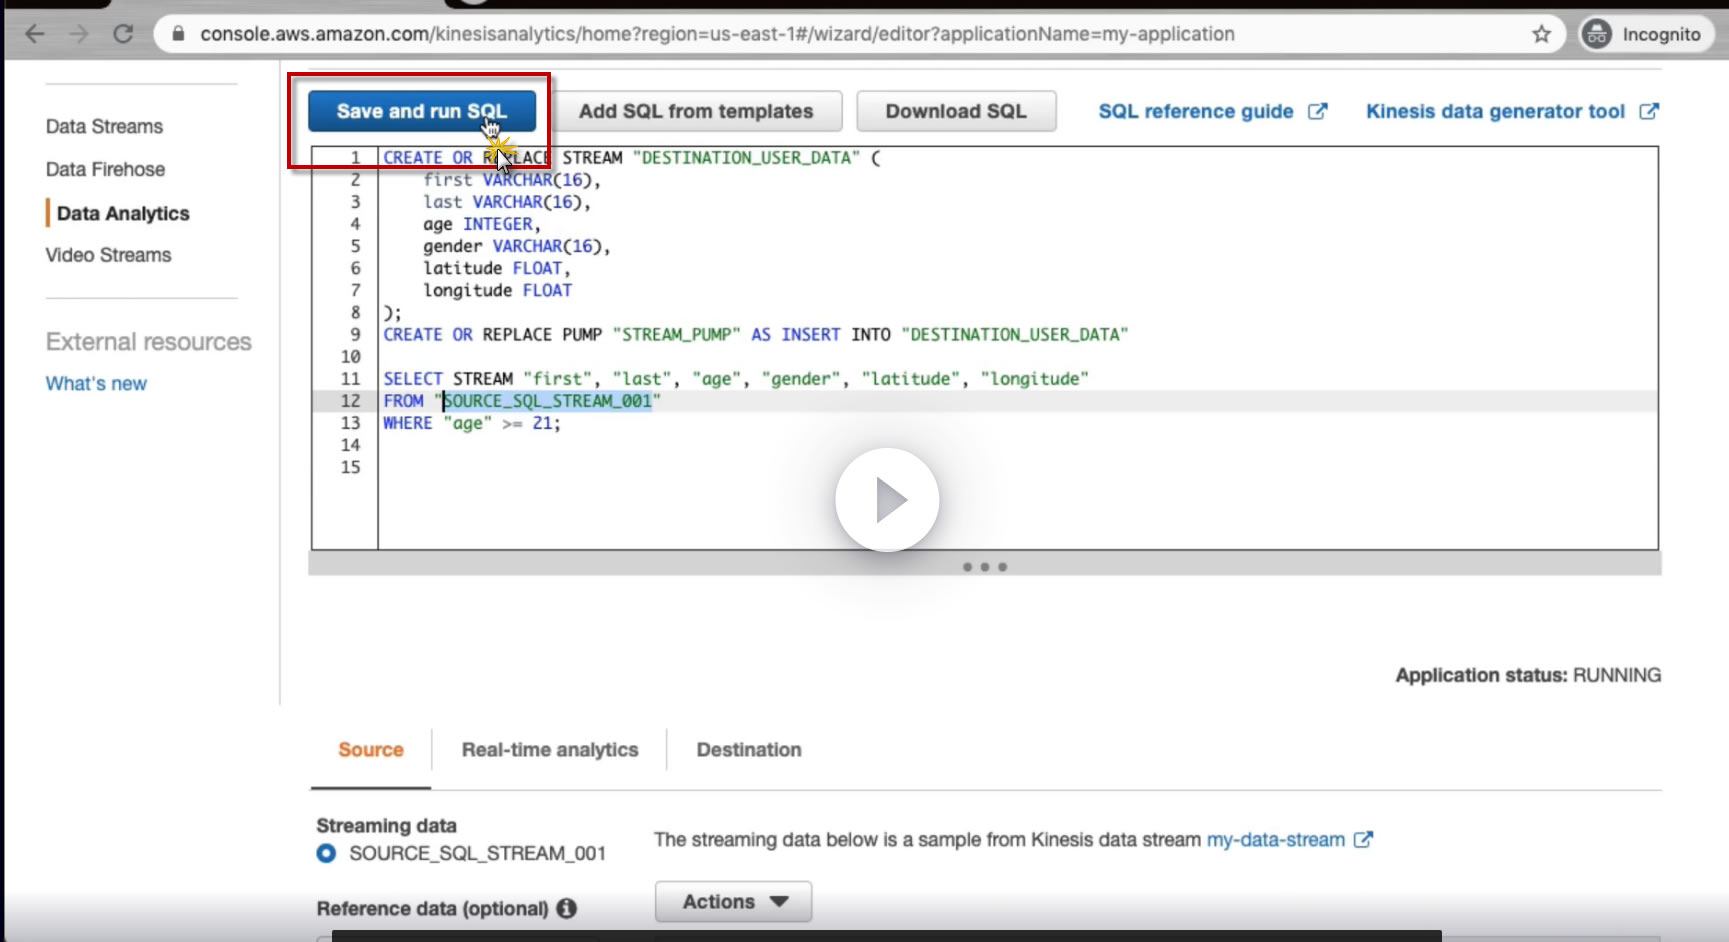 console.aws.amazon.com/kinesisanalytics/home?region=us-east-1#/wizard/editor?applicationName=my-application
Incognito
Data Streams
Data Firehose
Data Analytics
Video Streams
External resources
What's new
Save and run SQL
Add SQL from templates
Download SQL
SQL reference guide
Kinesis data generator tool
1 CREATE OR REPLACE STREAM "DESTINATION_USER_DATA" (
2 first VARCHAR(16),
3 last VARCHAR(16),
4 age INTEGER,
5 gender VARCHAR(16),
6 latitude FLOAT,
7 longitude FLOAT
8 );
9 CREATE OR REPLACE PUMP "STREAM_PUMP" AS INSERT INTO "DESTINATION_USER_DATA"
10
11 SELECT STREAM "first", "last", "age", "gender", "latitude", "longitude"
12 FROM "SOURCE_SQL_STREAM_001"
13 WHERE "age" >= 21;
14
15
Application status: RUNNING
Source
Real-time analytics
Destination
Streaming data
SOURCE_SQL_STREAM_001
The streaming data below is a sample from Kinesis data stream my-data-stream
Reference data (optional)
Actions